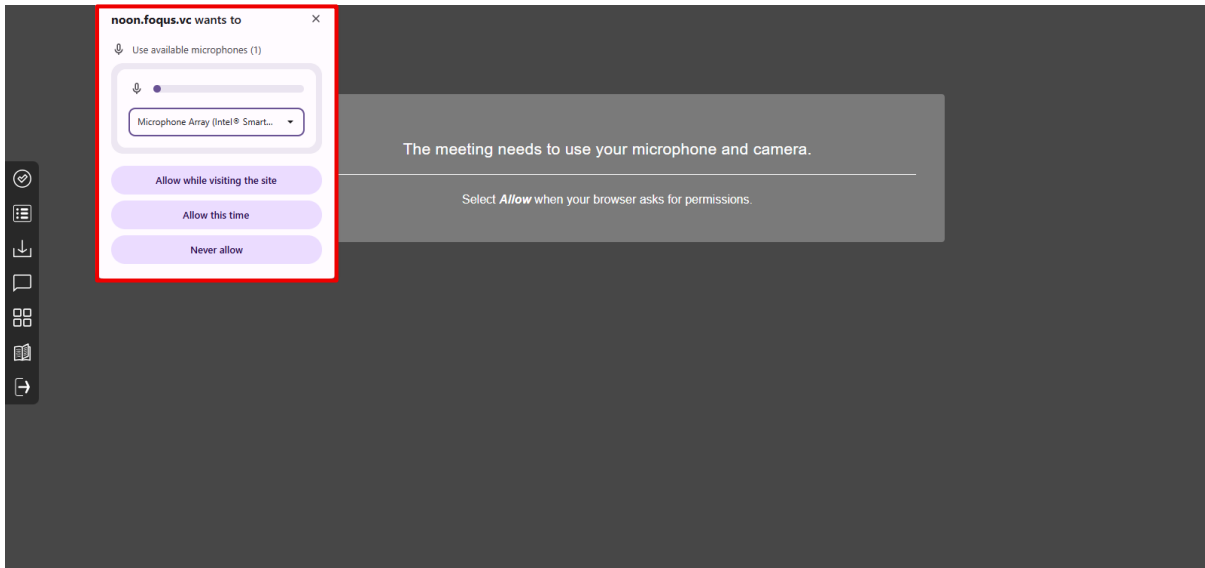 noon.foqus.vc wants to
Use available microphones (1)
Microphone Array (Intel® Smart...
Allow while visiting the site
Allow this time
Never allow
The meeting needs to use your microphone and camera.
Select Allow when your browser asks for permissions.